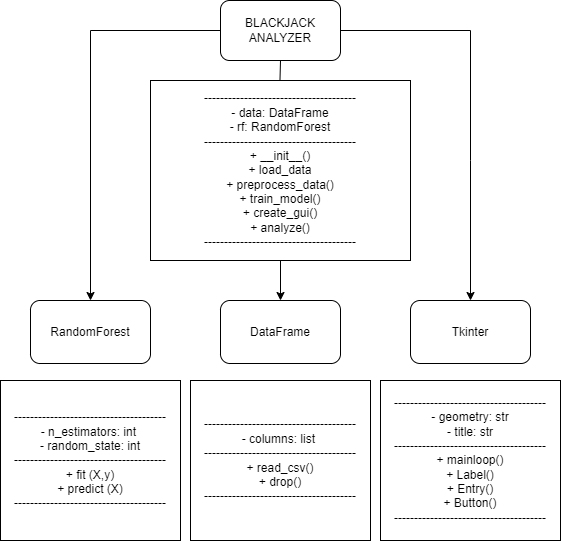 BLACKJACK
ANALYZER
--------------------------------------
- data: DataFrame
- rf: RandomForest
--------------------------------------
+ __init__()
+ load_data
+ preprocess_data()
+ train_model()
+ create_gui()
+ analyze()
--------------------------------------
RandomForest
DataFrame
Tkinter
--------------------------------------
- n_estimators: int
- random_state: int
--------------------------------------
+ fit (X,y)
+ predict (X)
--------------------------------------
--------------------------------------
- columns: list
--------------------------------------
+ read_csv()
+ drop()
--------------------------------------
--------------------------------------
- geometry: str
- title: str
--------------------------------------
+ mainloop()
+ Label()
+ Entry()
+ Button()
--------------------------------------